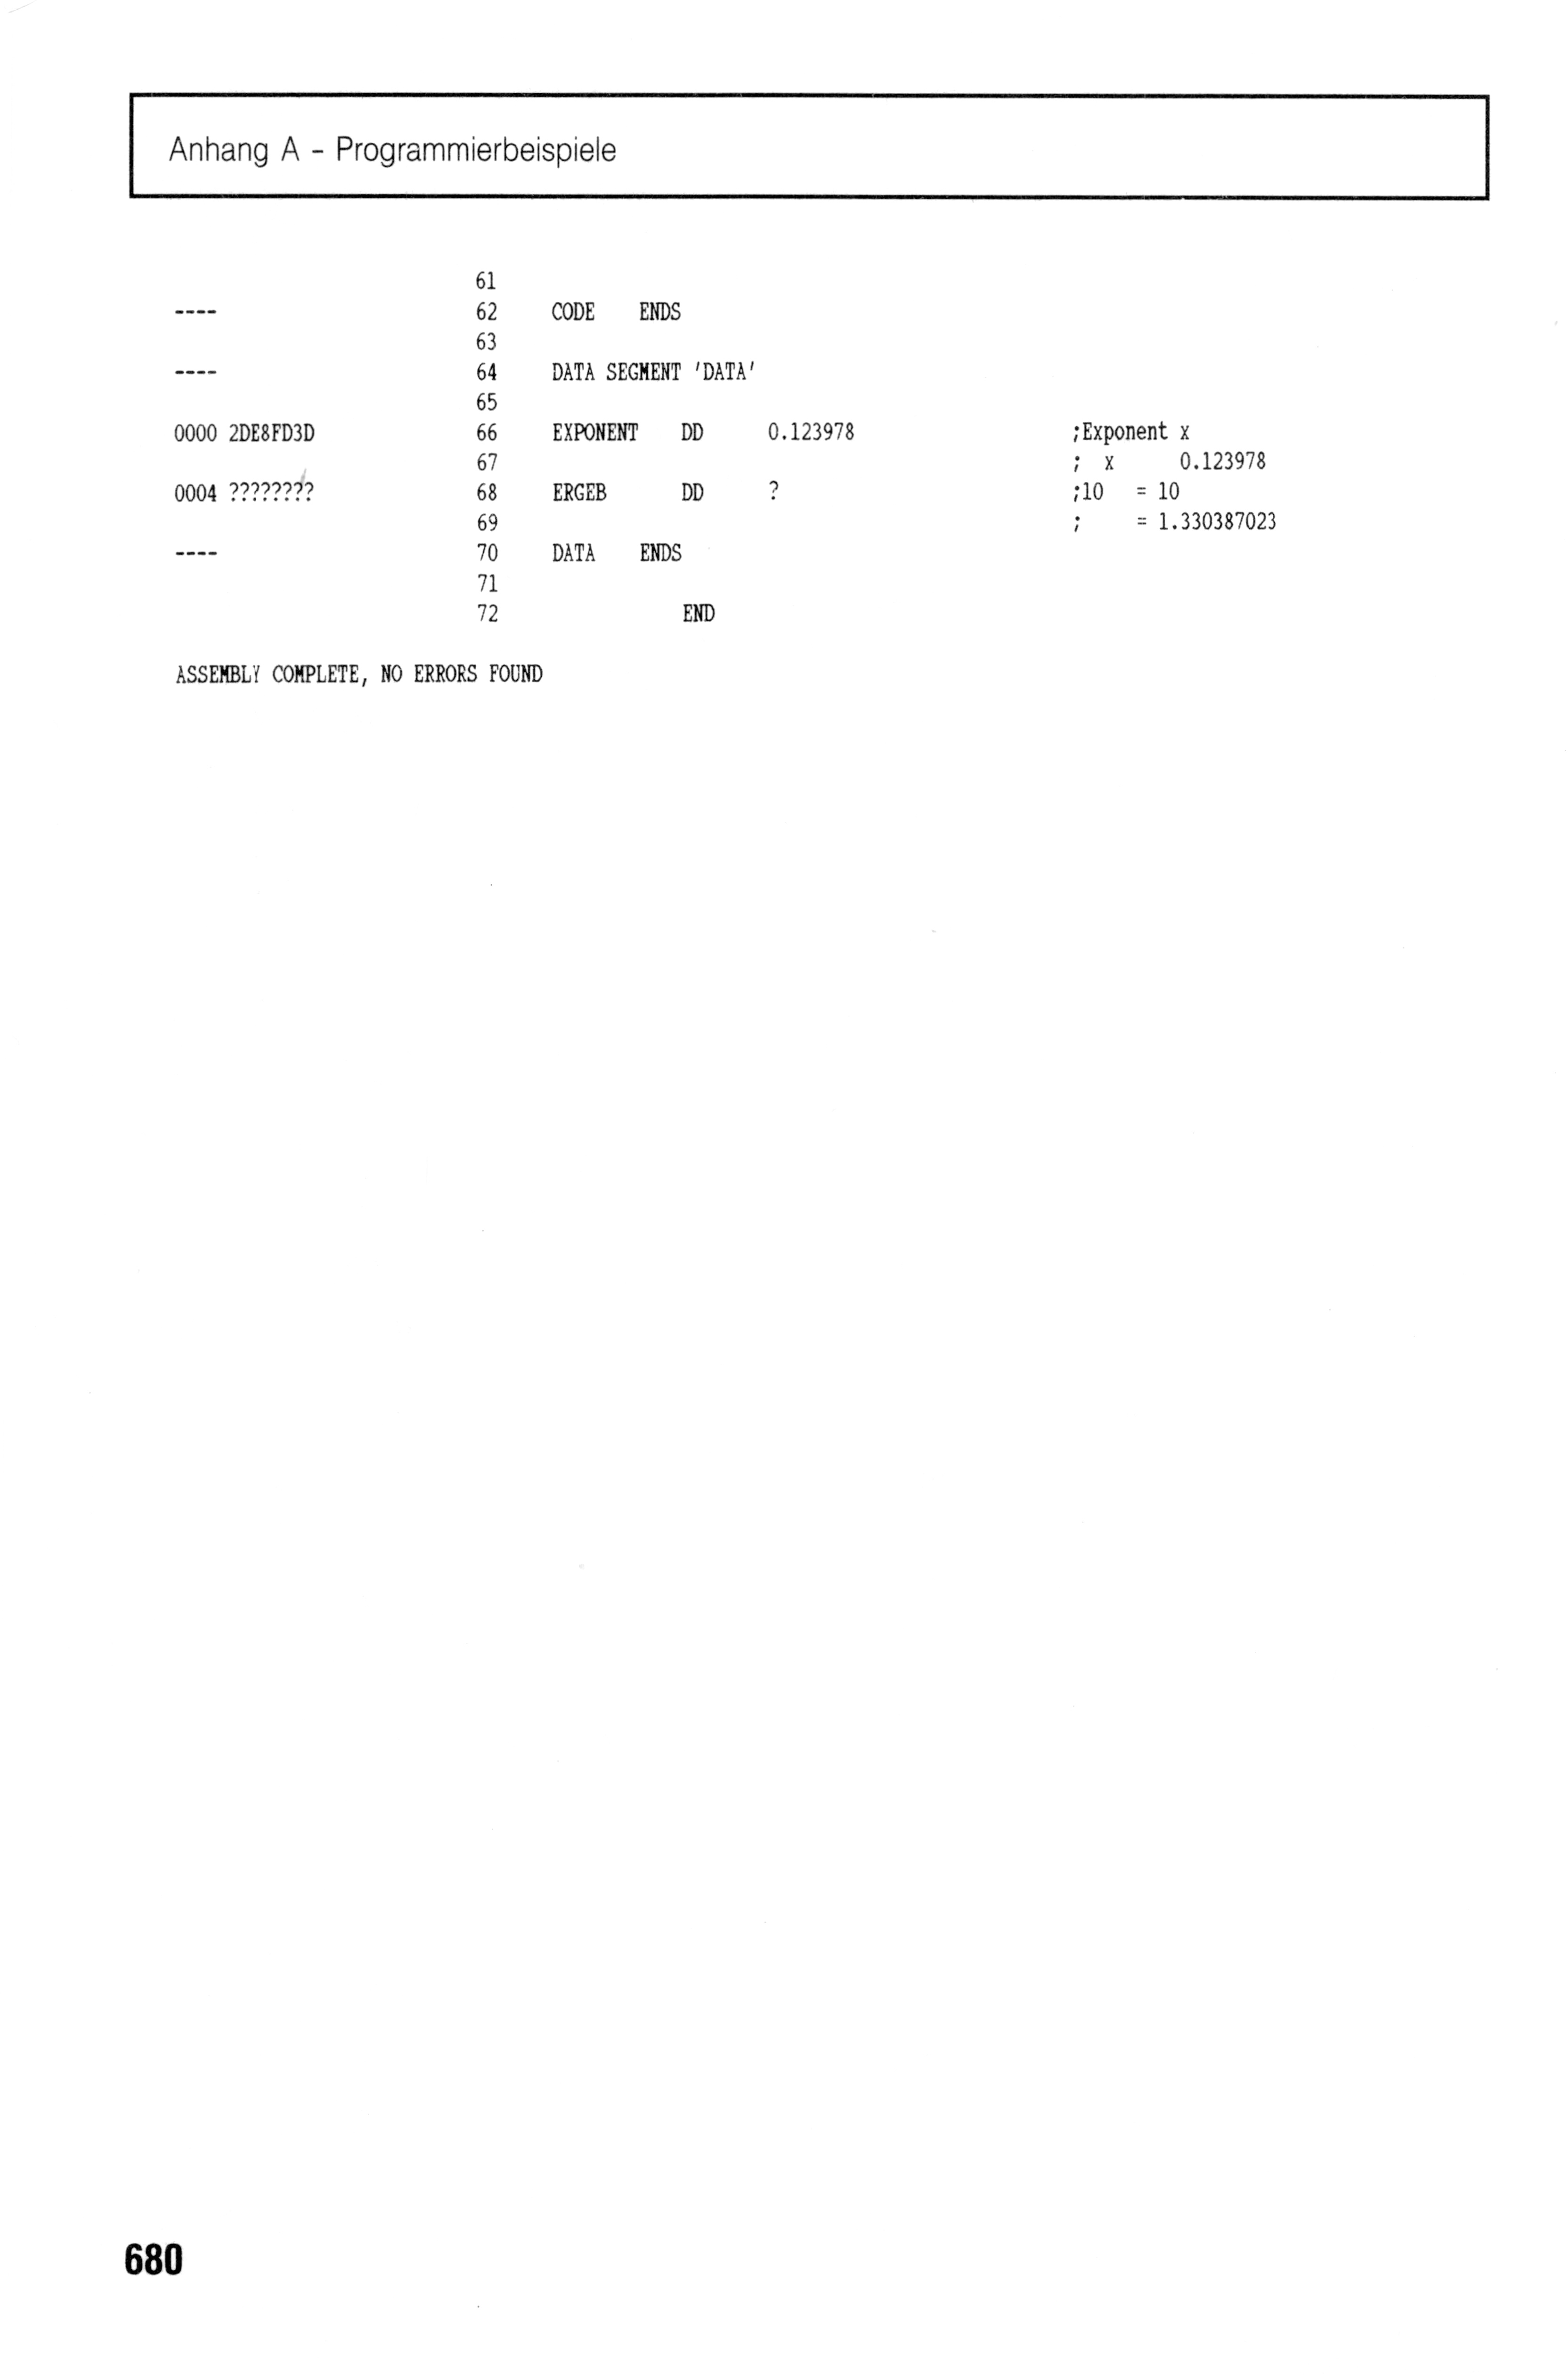 Anhang A – Programmierbeispiele
61
---- 62 CODE ENDS
63
---- 64 DATA SEGMENT 'DATA'
65
0000 2DE8FD3D 66 EXPONENT DD 0.123978 ;Exponent x
67 ; x 0.123978
0004 ???????? 68 ERGEB DD ? ;10 = 10
69 ; = 1.330387023
---- 70 DATA ENDS
71
72 END
ASSEMBLY COMPLETE, NO ERRORS FOUND
680